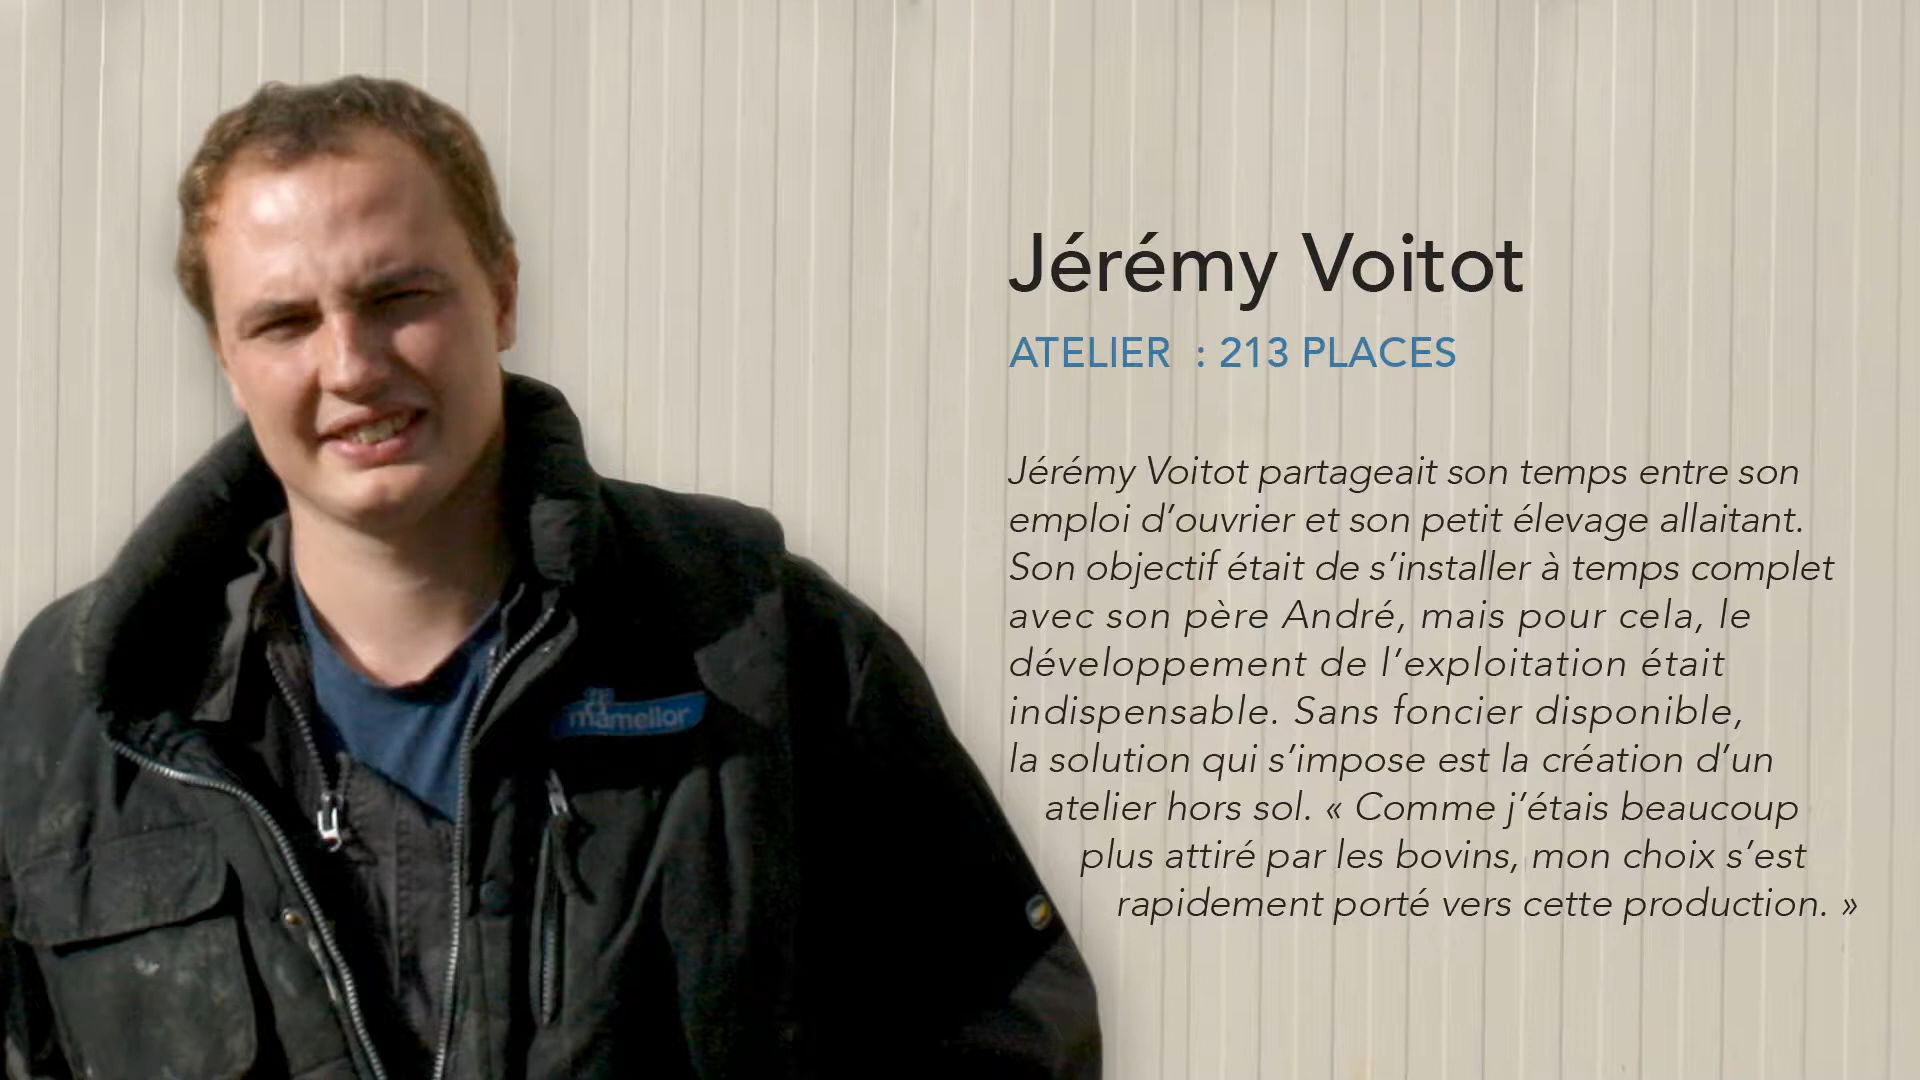 Jérémy Voitot
ATELIER : 213 PLACES
Jérémy Voitot partageait son temps entre son
emploi d’ouvrier et son petit élevage allaitant.
Son objectif était de s’installer à temps complet
avec son père André, mais pour cela, le
développement de l’exploitation était
indispensable. Sans foncier disponible,
la solution qui s’impose est la création d’un
atelier hors sol. « Comme j’étais beaucoup
plus attiré par les bovins, mon choix s’est
rapidement porté vers cette production. »
mamellor